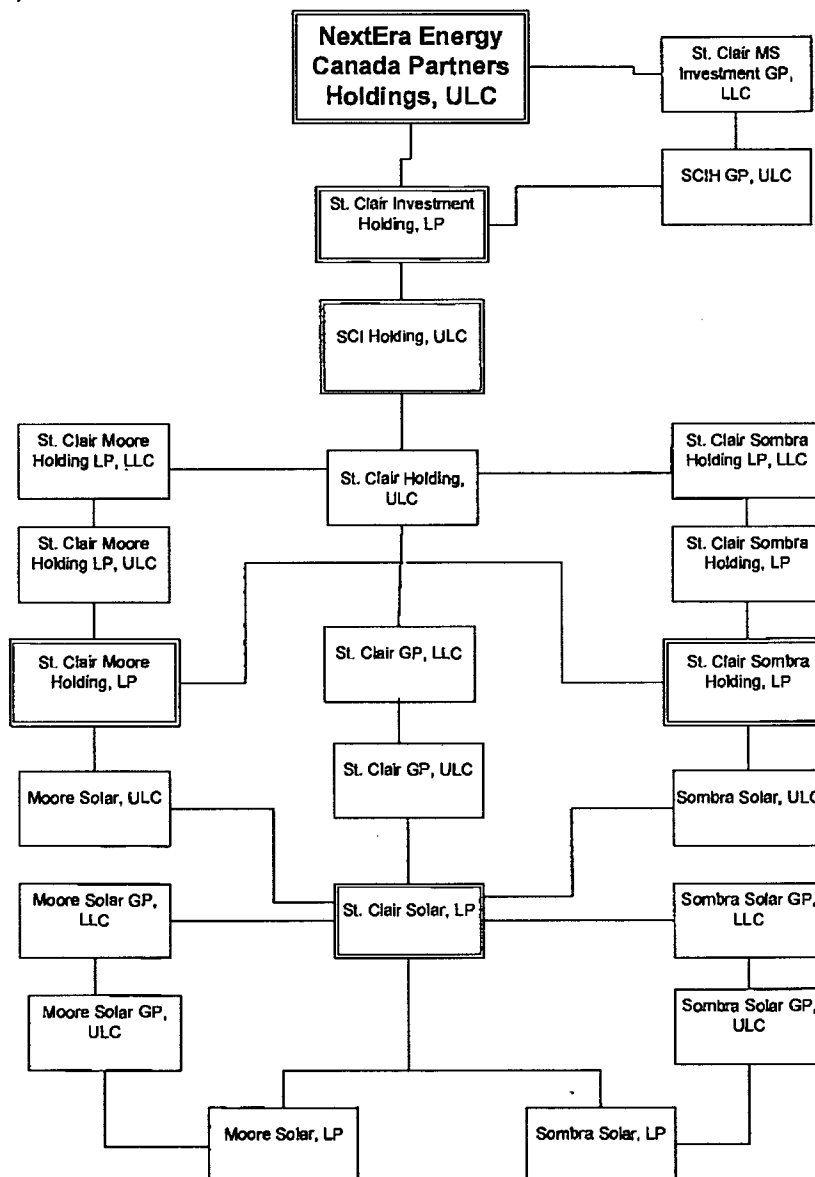 NextEra Energy
Canada Partners
Holdings, ULC
St. Clair MS
Investment GP,
LLC
SCIH GP, ULC
St. Clair Investment
Holding, LP
SCI Holding, ULC
St. Clair Moore
Holding LP, LLC
St. Clair Holding,
ULC
St. Clair Sombra
Holding LP, LLC
St. Clair Moore
Holding LP, ULC
St. Clair Sombra
Holding, LP
St. Clair Moore
Holding, LP
St. Clair GP, LLC
St. Clair Sombra
Holding, LP
Moore Solar, ULC
St. Clair GP, ULC
Sombra Solar, ULC
Moore Solar GP,
LLC
St. Clair Solar, LP
Sombra Solar GP,
LLC
Moore Solar GP,
ULC
Sombra Solar GP,
ULC
Moore Solar, LP
Sombra Solar, LP